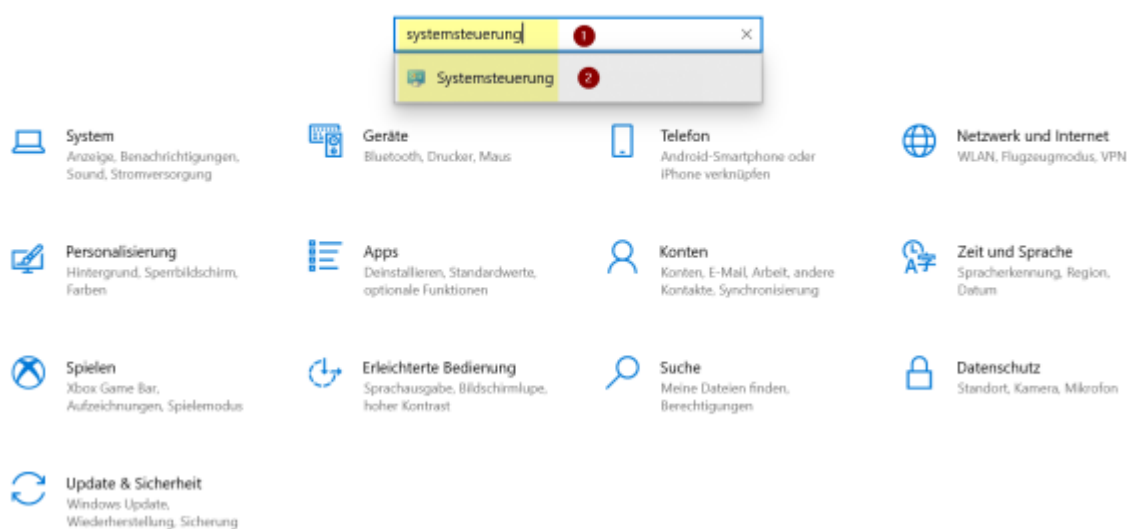 systemsteuerung
1
Systemsteuerung
2
System
Anzeige, Benachrichtigungen,
Sound, Stromversorgung
Geräte
Bluetooth, Drucker, Maus
Telefon
Android-Smartphone oder
iPhone verknüpfen
Netzwerk und Internet
WLAN, Flugzeugmodus, VPN
Personalisierung
Hintergrund, Sperrbildschirm,
Farben
Apps
Deinstallieren, Standardwerte,
optionale Funktionen
Konten
Konten, E-Mail, Arbeit, andere
Kontakte, Synchronisierung
Zeit und Sprache
Spracherkennung, Region,
Datum
Spielen
Xbox Game Bar,
Aufzeichnungen, Spielemodus
Erleichterte Bedienung
Sprachausgabe, Bildschirmlupe,
hoher Kontrast
Suche
Meine Dateien finden,
Berechtigungen
Datenschutz
Standort, Kamera, Mikrofon
Update & Sicherheit
Windows Update,
Wiederherstellung, Sicherung